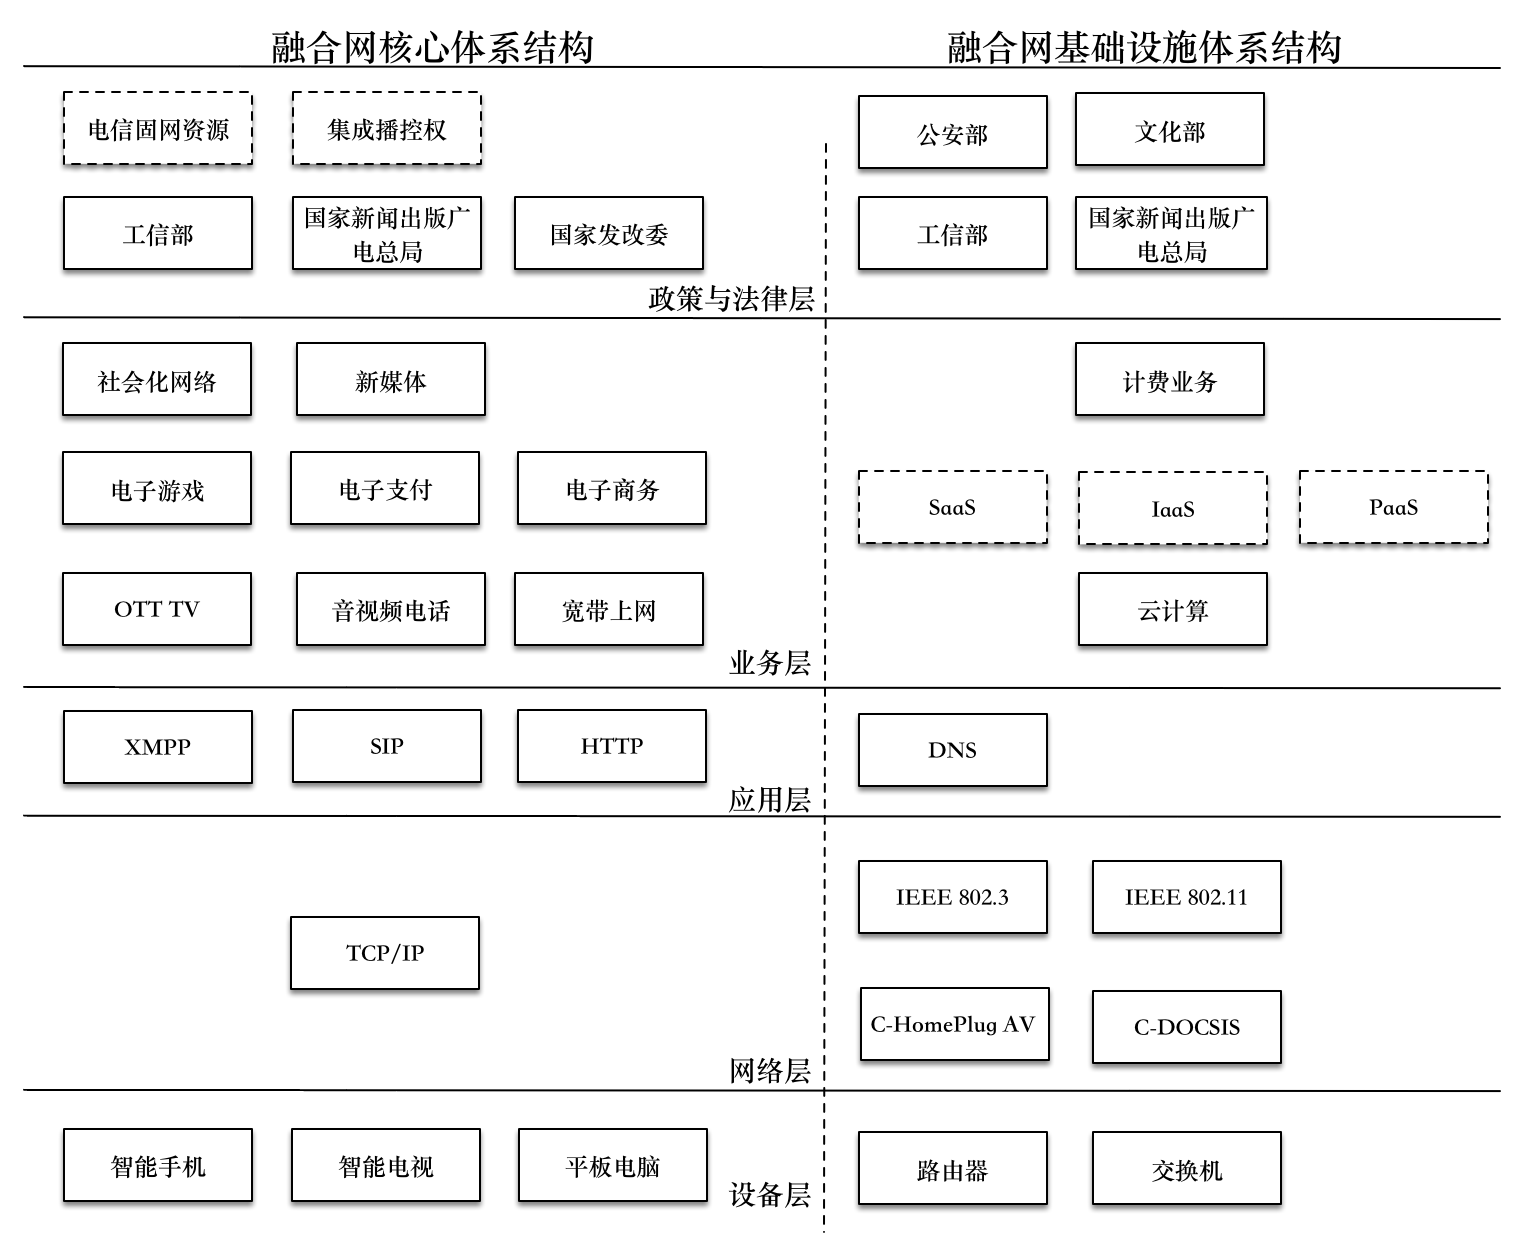 融合网核心体系结构
融合网基础设施体系结构
电信固网资源
集成播控权
公安部
文化部
工信部
国家新闻出版广
电总局
国家发改委
工信部
国家新闻出版广
电总局
政策与法律层
社会化网络
新媒体
计费业务
电子游戏
电子支付
电子商务
SaaS
IaaS
PaaS
OTT TV
音视频电话
宽带上网
云计算
业务层
XMPP
SIP
HTTP
DNS
应用层
IEEE 802.3
IEEE 802.11
TCP/IP
C-HomePlug AV
C-DOCSIS
网络层
智能手机
智能电视
平板电脑
路由器
交换机
设备层